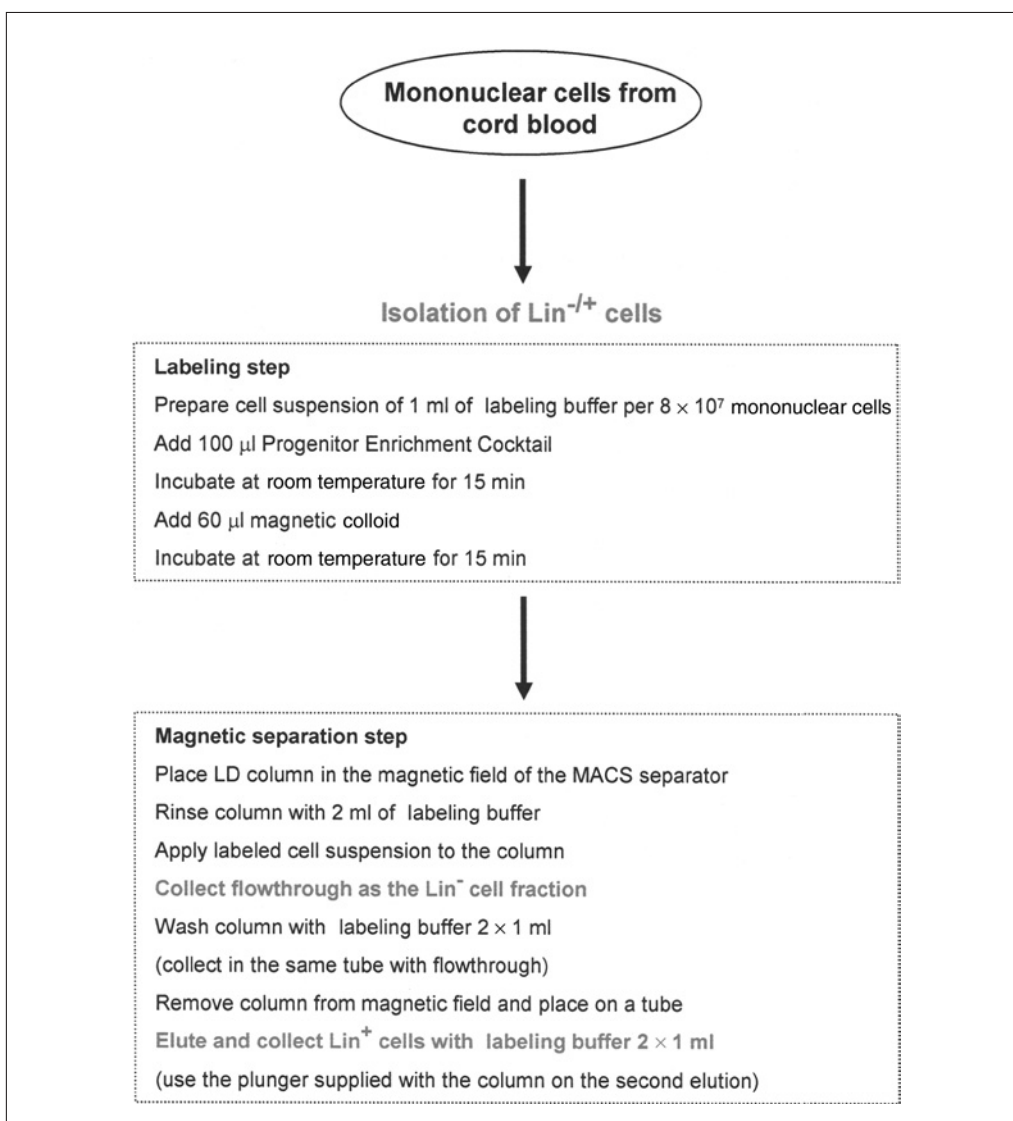 Mononuclear cells from
cord blood
Isolation of Lin⁻/⁺ cells
Labeling step
Prepare cell suspension of 1 ml of labeling buffer per 8 × 10⁷ mononuclear cells
Add 100 μl Progenitor Enrichment Cocktail
Incubate at room temperature for 15 min
Add 60 μl magnetic colloid
Incubate at room temperature for 15 min
Magnetic separation step
Place LD column in the magnetic field of the MACS separator
Rinse column with 2 ml of labeling buffer
Apply labeled cell suspension to the column
Collect flowthrough as the Lin⁻ cell fraction
Wash column with labeling buffer 2 × 1 ml
(collect in the same tube with flowthrough)
Remove column from magnetic field and place on a tube
Elute and collect Lin⁺ cells with labeling buffer 2 × 1 ml
(use the plunger supplied with the column on the second elution)